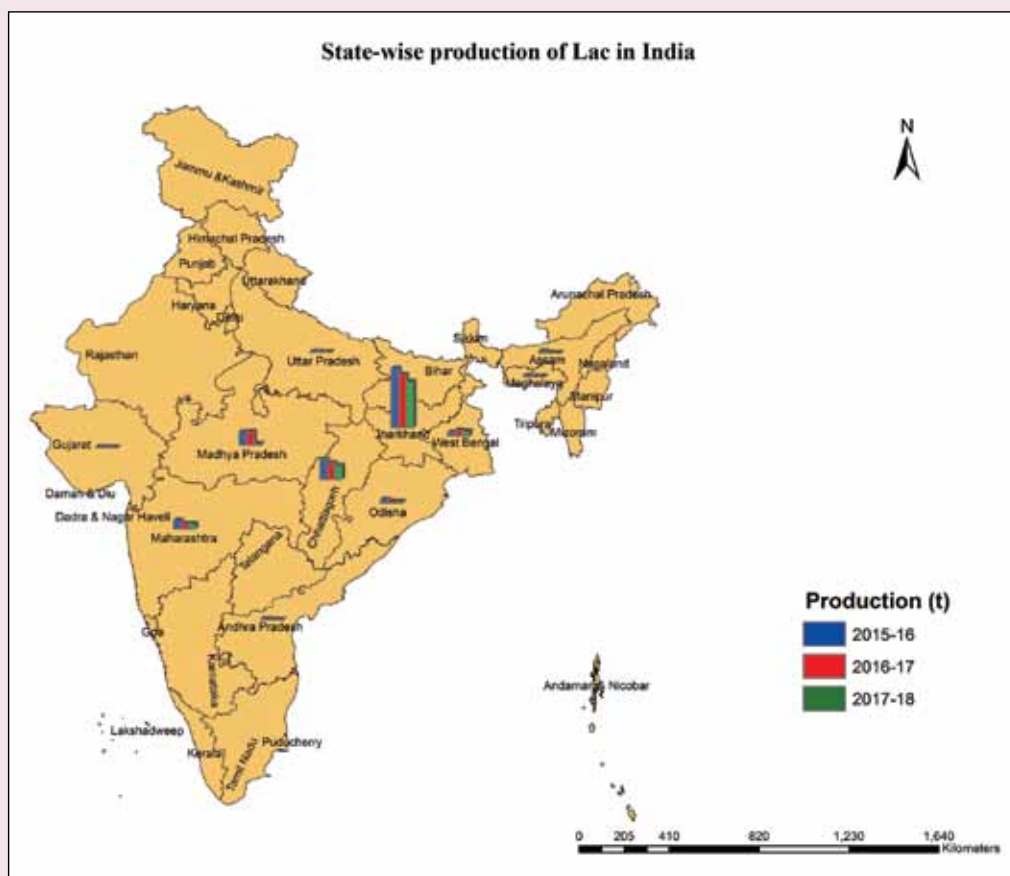 State-wise production of Lac in India
N
Jammu &Kashmir
Himachal Pradesh
Punjab
Uttarakhand
Haryana
Delhi
Arunachal Pradesh
Rajasthan
Uttar Pradesh
Sikkim
Assam
Nagaland
Bihar
Meghalaya
Manipur
Tripura
Mizoram
Jharkhand
West Bengal
Gujarat
Madhya Pradesh
Daman & Diu
Dadra & Nagar Haveli
Chhattisgarh
Odisha
Maharashtra
Telangana
Production (t)
2015-16
2016-17
2017-18
Andhra Pradesh
Goa
Karnataka
Andaman & Nicobar
Lakshadweep
Puducherry
Kerala
Tamil Nadu
0 205 410 820 1,230 1,640
Kilometers